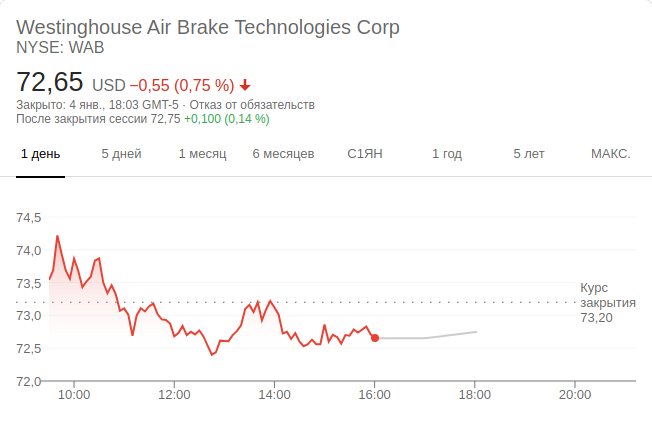 Westinghouse Air Brake Technologies Corp
NYSE: WAB
72,65 USD −0,55 (0,75 %)
Закрыто: 4 янв., 18:03 GMT-5 · Отказ от обязательств
После закрытия сессии 72,75 +0,100 (0,14 %)
1 день 5 дней 1 месяц 6 месяцев С1ЯН 1 год 5 лет МАКС.
74,5
74,0
73,5
Курс
закрытия
73,20
73,0
72,5
72,0
10:00 12:00 14:00 16:00 18:00 20:00